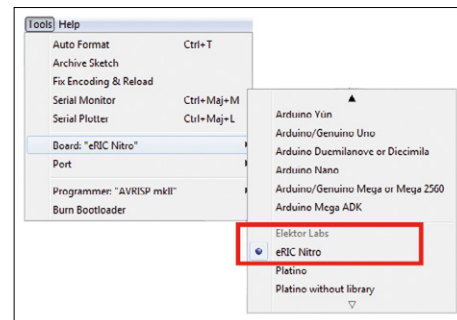 Tools Help
Auto Format Ctrl+T
Archive Sketch
Fix Encoding & Reload
Serial Monitor Ctrl+Maj+M
Serial Plotter Ctrl+Maj+L
Board: "eRIC Nitro"
Port
Programmer: "AVRISP mkII"
Burn Bootloader
Arduino Yún
Arduino/Genuino Uno
Arduino Duemilanove or Diecimila
Arduino Nano
Arduino/Genuino Mega or Mega 2560
Arduino Mega ADK
Elektor Labs
eRIC Nitro
Platino
Platino without library